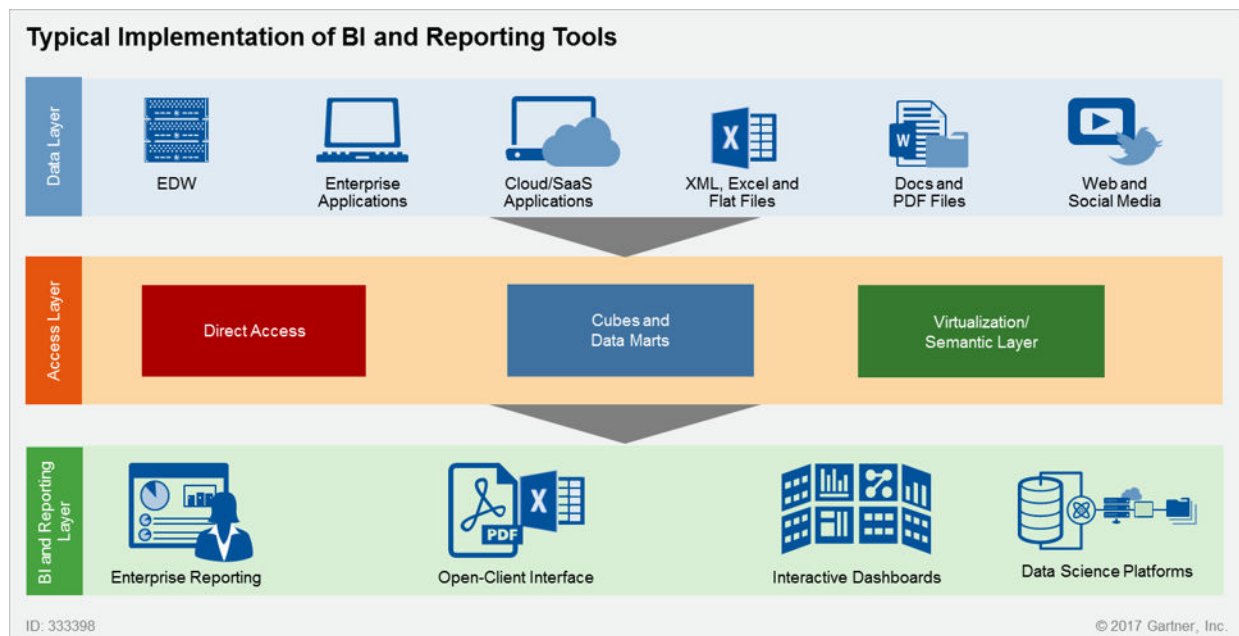 Typical Implementation of BI and Reporting Tools
Data Layer
EDW
Enterprise
Applications
Cloud/SaaS
Applications
X
XML, Excel and
Flat Files
W
Docs and
PDF Files
Web and
Social Media
Access Layer
Direct Access
Cubes and
Data Marts
Virtualization/
Semantic Layer
BI and Reporting
Layer
Enterprise Reporting
PDF
X
Open-Client Interface
Interactive Dashboards
Data Science Platforms
ID: 333398
© 2017 Gartner, Inc.